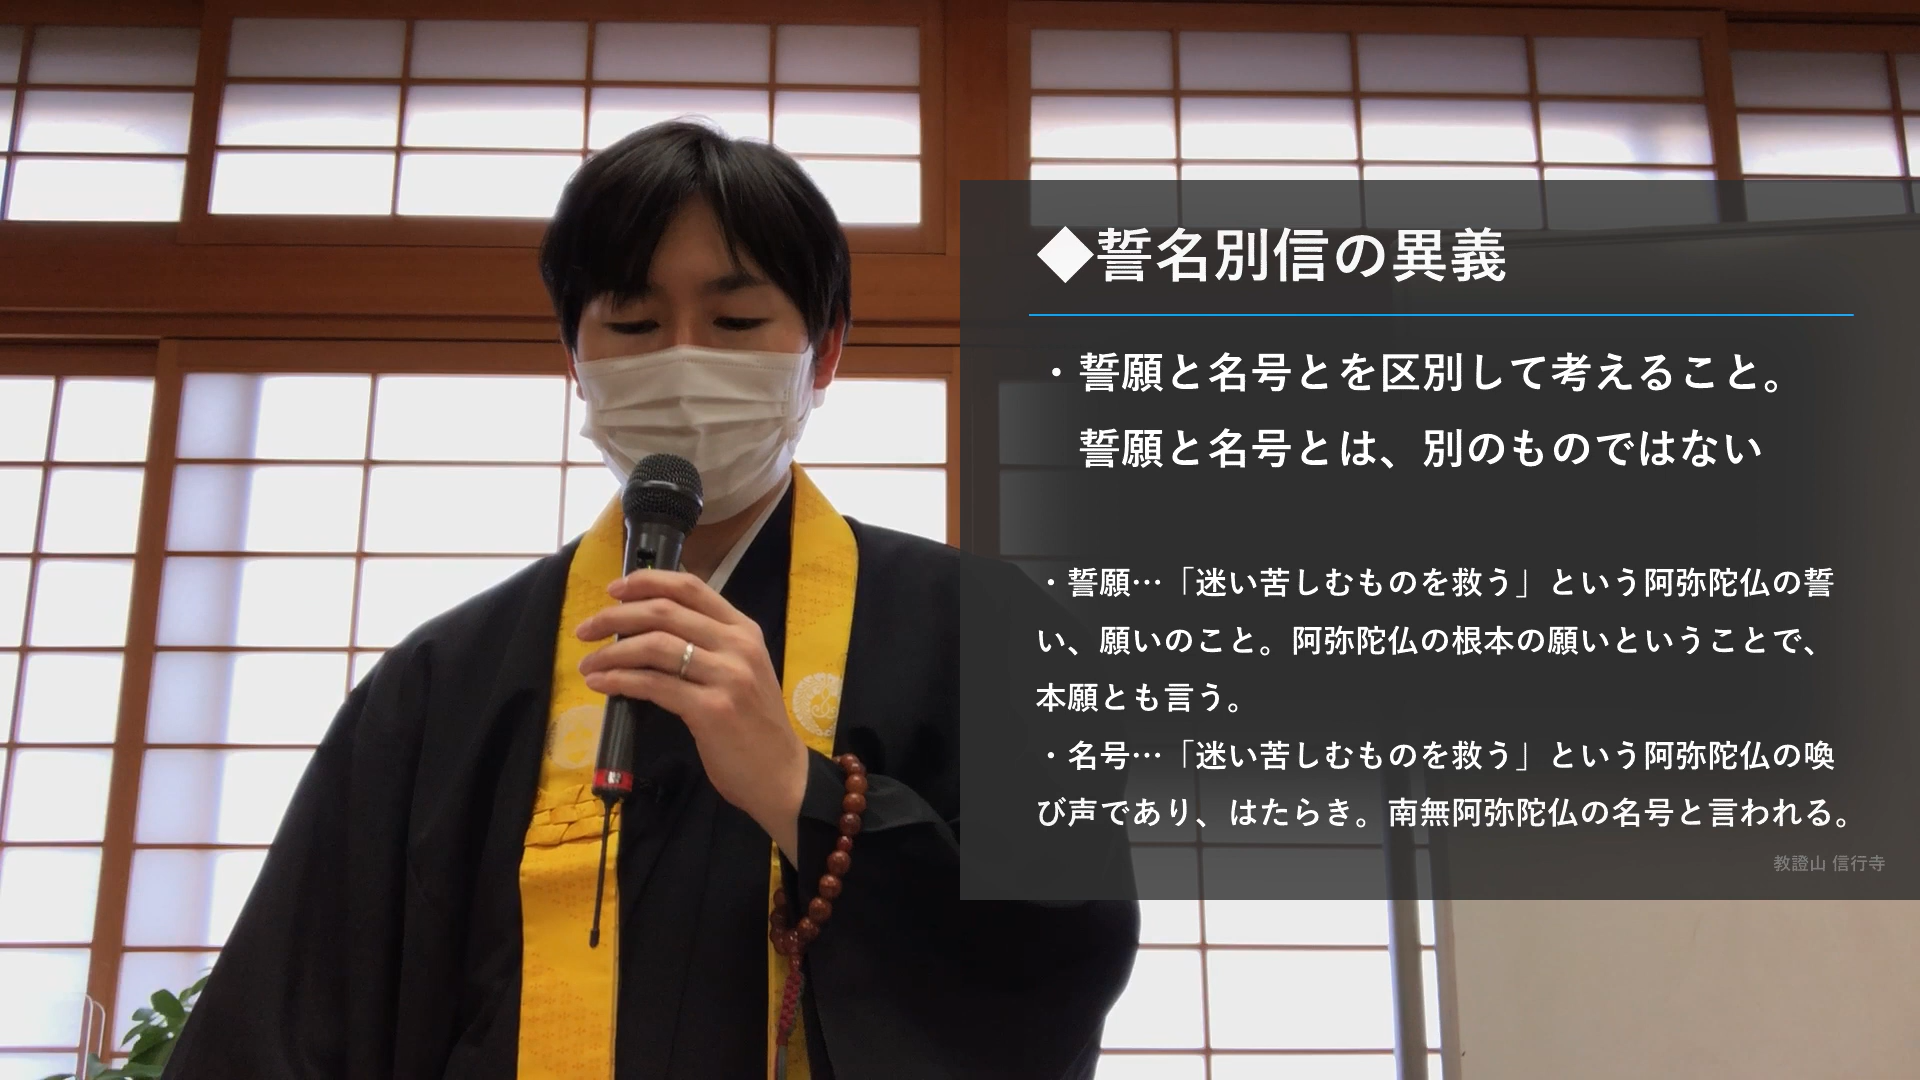 ◆誓名別信の異義
・誓願と名号とを区別して考えること。
誓願と名号とは、別のものではない
・誓願…「迷い苦しむものを救う」という阿弥陀仏の誓
い、願いのこと。阿弥陀仏の根本の願いということで、
本願とも言う。
・名号…「迷い苦しむものを救う」という阿弥陀仏の喚
び声であり、はたらき。南無阿弥陀仏の名号と言われる。
教證山 信行寺